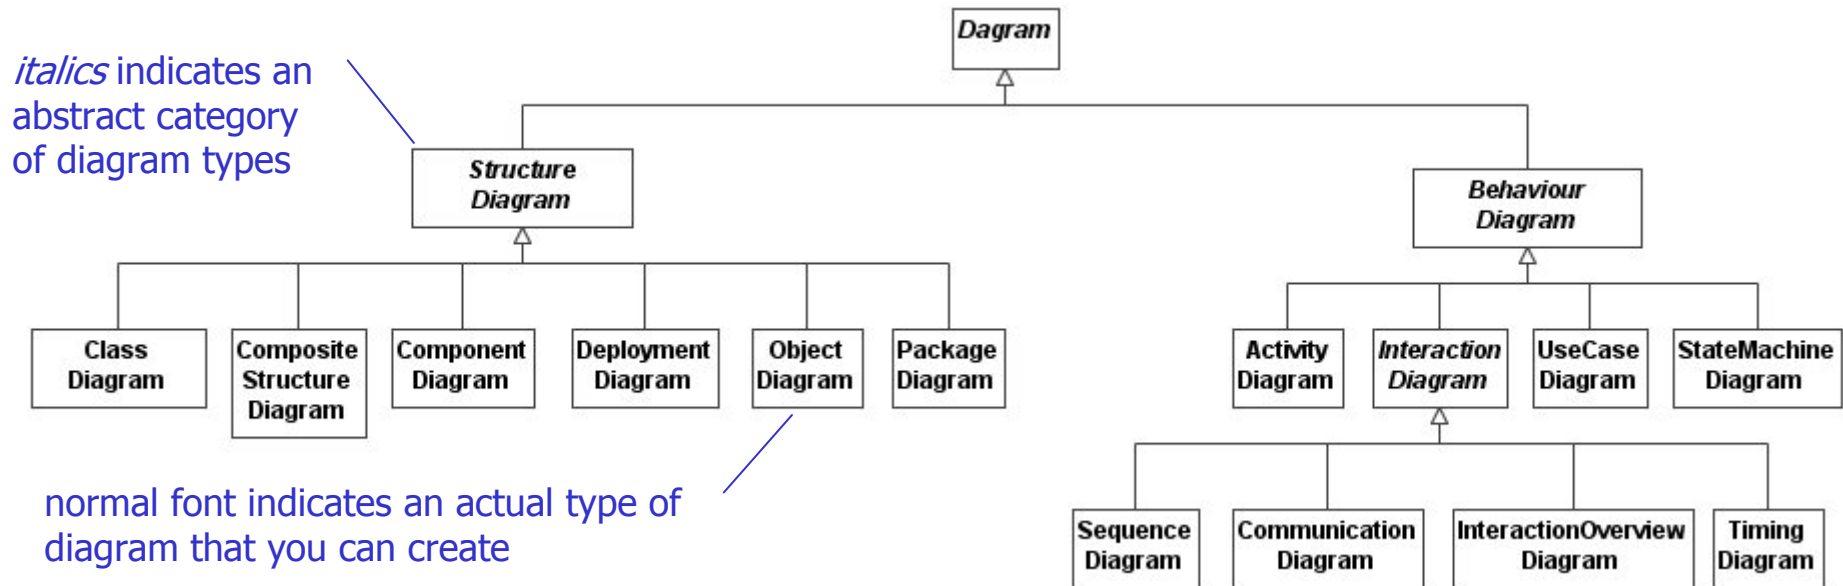 Dagram
italics indicates an
abstract category
of diagram types
Structure
Diagram
Behaviour
Diagram
Class
Diagram
Composite
Structure
Diagram
Component
Diagram
Deployment
Diagram
Object
Diagram
Package
Diagram
Activity
Diagram
Interaction
Diagram
UseCase
Diagram
StateMachine
Diagram
normal font indicates an actual type of
diagram that you can create
Sequence
Diagram
Communication
Diagram
InteractionOverview
Diagram
Timing
Diagram